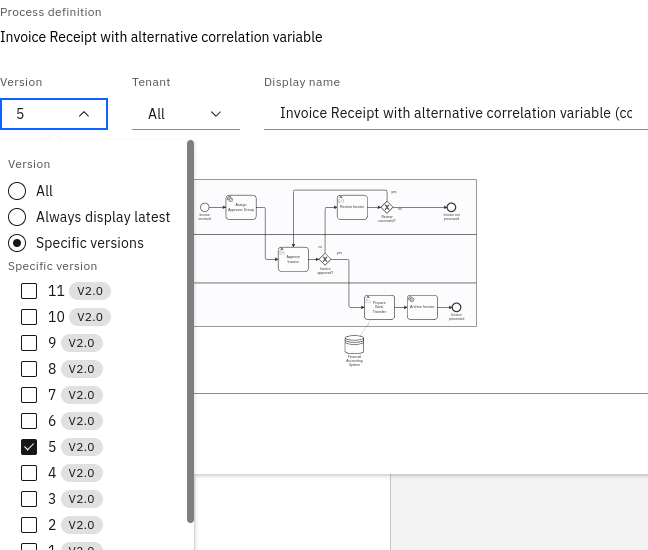 Process definition
Invoice Receipt with alternative correlation variable
Version
Tenant
Display name
5
All
Invoice Receipt with alternative correlation variable (cc
Version
All
Always display latest
Specific versions
Specific version
11 V2.0
10 V2.0
9 V2.0
8 V2.0
7 V2.0
6 V2.0
5 V2.0
4 V2.0
3 V2.0
2 V2.0
1 V2.0
Invoice
received
Assign
Approver Group
Review Invoice
yes
Review
successful?
no
Invoice not
processed
Approve
Invoice
no
yes
Invoice
approved?
Prepare
Bank
Transfer
Archive Invoice
Invoice
processed
Financial
Accounting
System